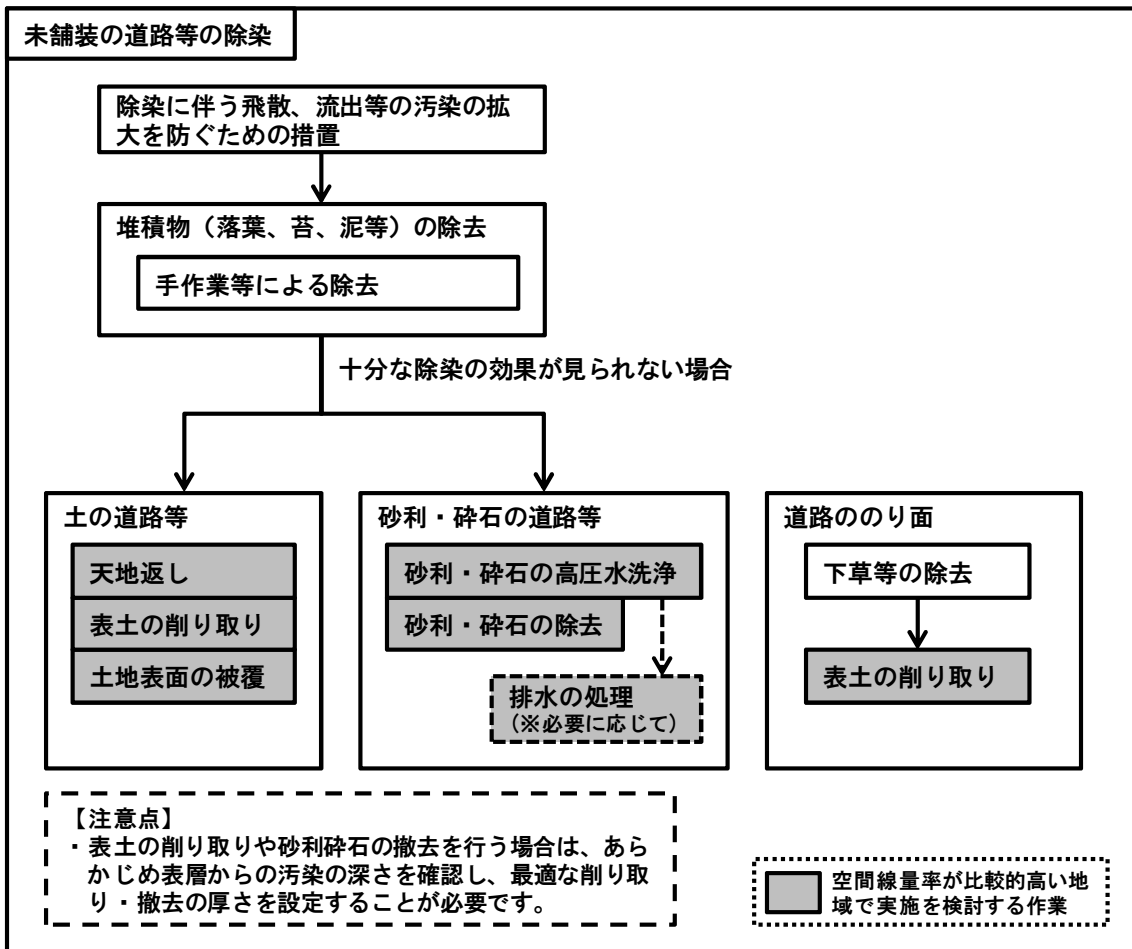 未舗装の道路等の除染
除染に伴う飛散、流出等の汚染の拡
大を防ぐための措置
堆積物（落葉、苔、泥等）の除去
手作業等による除去
十分な除染の効果が見られない場合
土の道路等
天地返し
表土の削り取り
土地表面の被覆
砂利・砕石の道路等
砂利・砕石の高圧水洗浄
砂利・砕石の除去
排水の処理
（※必要に応じて）
道路ののり面
下草等の除去
表土の削り取り
【注意点】
・表土の削り取りや砂利砕石の撤去を行う場合は、あら
かじめ表層からの汚染の深さを確認し、最適な削り取
り・撤去の厚さを設定することが必要です。
空間線量率が比較的高い地
域で実施を検討する作業